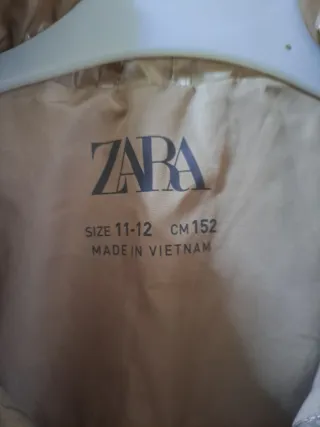 ZARA
SIZE 11-12 CM 152
MADE IN VIETNAM